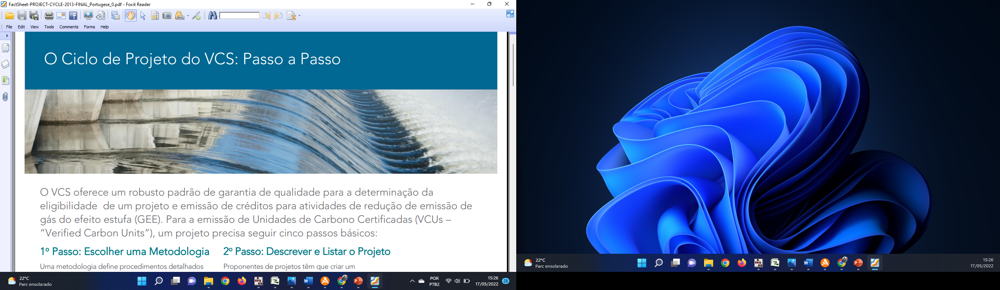 FactSheet-PROJECT-CYCLE-2013-FINAL_Portugese_0.pdf - Foxit Reader
RMS
File Edit View Tools Comments Forms Help
O Ciclo de Projeto do VCS: Passo a Passo
O VCS oferece um robusto padrão de garantia de qualidade para a determinação da
eligibilidade de um projeto e emissão de créditos para atividades de redução de emissão de
gás do efeito estufa (GEE). Para a emissão de Unidades de Carbono Certificadas (VCUs –
“Verified Carbon Units”), um projeto precisa seguir cinco passos básicos:
1º Passo: Escolher uma Metodologia
Uma metodologia define procedimentos detalhados
2º Passo: Descrever e Listar o Projeto
Proponentes de projetos têm que criar um
22°C
Parc ensolarado
POR
PTB2
15:26
17/05/2022
28
22°C
Parc ensolarado
15:26
17/05/2022